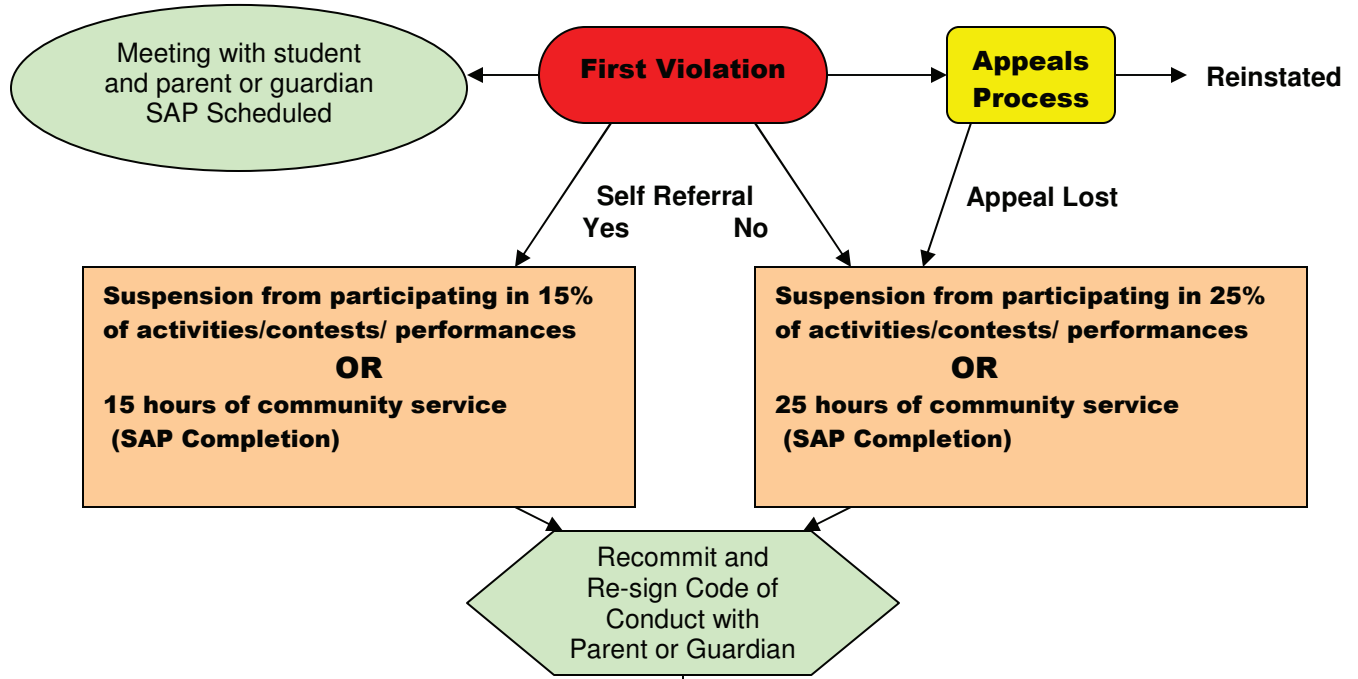 Meeting with student
and parent or guardian
SAP Scheduled
First Violation
Appeals
Process
Reinstated
Self Referral
Yes No
Appeal Lost
Suspension from participating in 15%
of activities/contests/ performances
OR
15 hours of community service
(SAP Completion)
Suspension from participating in 25%
of activities/contests/ performances
OR
25 hours of community service
(SAP Completion)
Recommit and
Re-sign Code of
Conduct with
Parent or Guardian